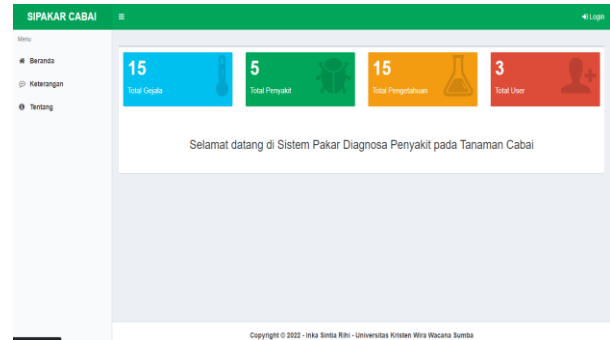 SIPAKAR CABAI
Login
Menu
Beranda
Keterangan
Tentang
15
Total Gejala
5
Total Penyakit
15
Total Pengetahuan
3
Total User
Selamat datang di Sistem Pakar Diagnosa Penyakit pada Tanaman Cabai
Copyright © 2022 - Inka Sintia Rihi - Universitas Kristen Wira Wacana Sumba